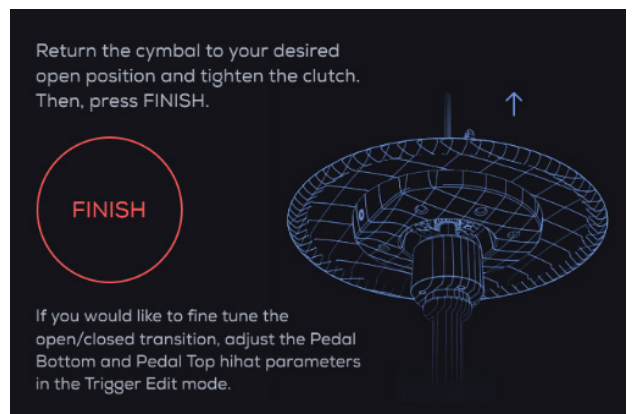 Return the cymbal to your desired
open position and tighten the clutch.
Then, press FINISH.
FINISH
If you would like to fine tune the
open/closed transition, adjust the Pedal
Bottom and Pedal Top hihat parameters
in the Trigger Edit mode.